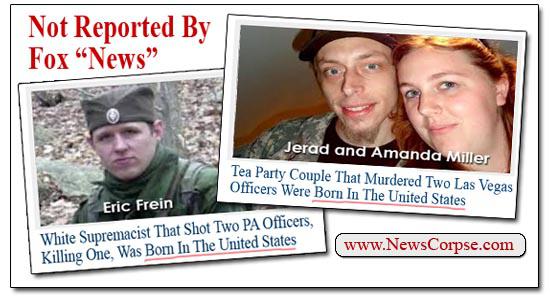 Not Reported By
Fox “News”
Eric Frein
White Supremacist That Shot Two PA Officers,
Killing One, Was Born In The United States
Jerad and Amanda Miller
Tea Party Couple That Murdered Two Las Vegas
Officers Were Born In The United States
www.NewsCorpse.com